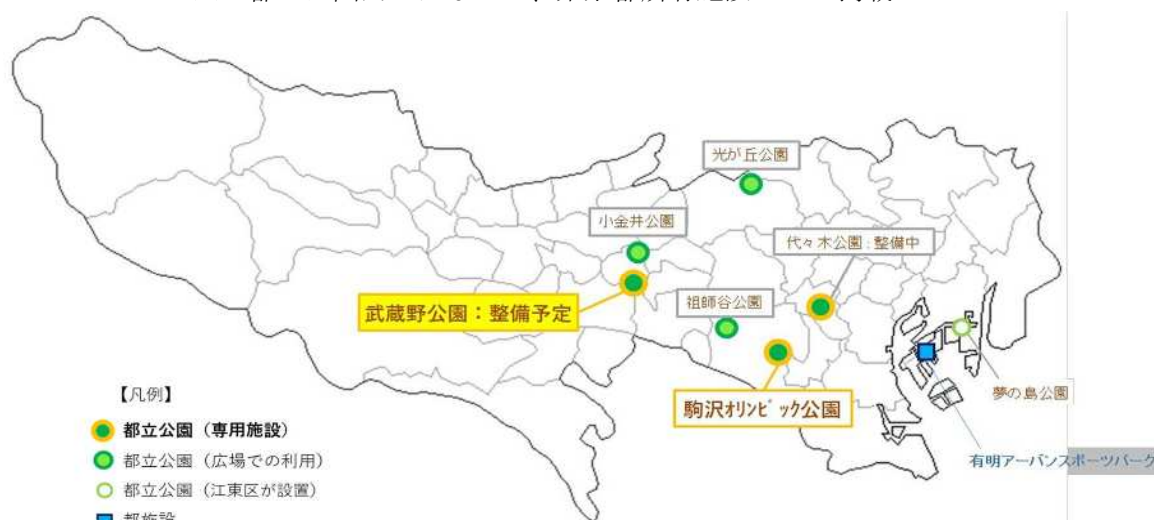 光が丘公園
小金井公園
代々木公園：整備中
武蔵野公園：整備予定
祖師谷公園
駒沢ｵﾘﾝﾋﾟｯｸ公園
夢の島公園
有明アーバンスポーツパーク
【凡例】
都立公園（専用施設）
都立公園（広場での利用）
都立公園（江東区が設置）
都施設